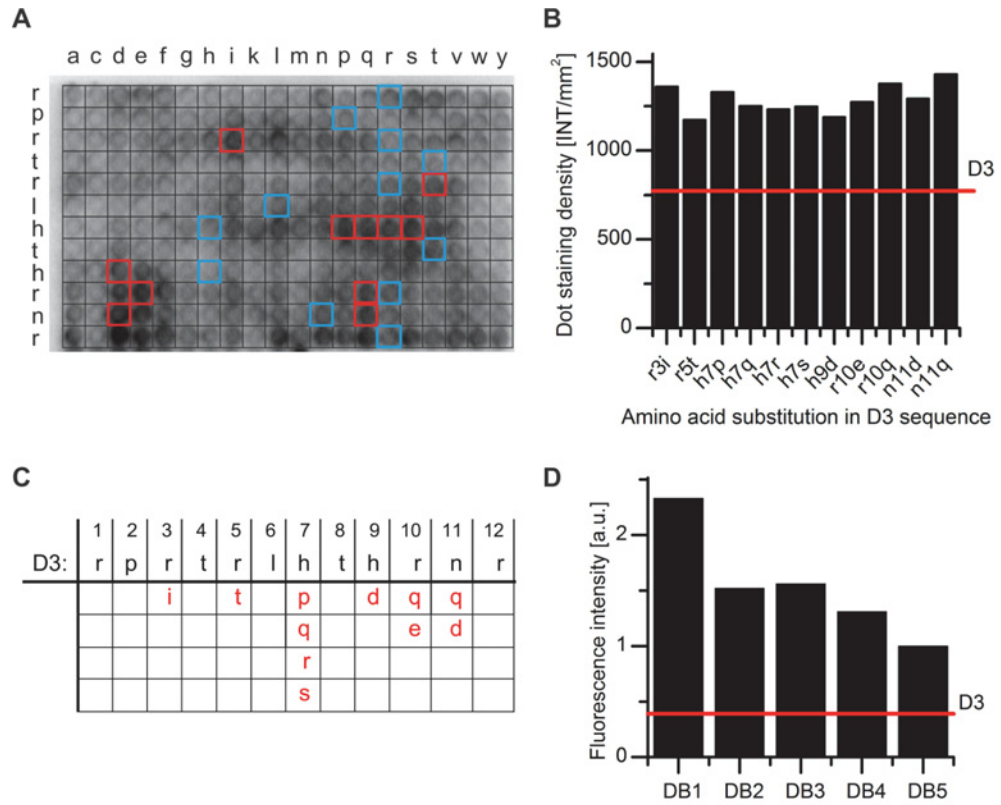 A
a c d e f g h i k l m n p q r s t v w y
r
p
r
t
r
l
h
t
h
r
n
r
B
Dot staining density [INT/mm²]
1500
1000
500
0
D3
r3i r5t h7p h7q h7r h7s h9d r10e r10q n11d n11q
Amino acid substitution in D3 sequence
C
1 2 3 4 5 6 7 8 9 10 11 12
D3: r p r t r l h t h r n r
i t p d q q
q e d
r
s
D
Fluorescence intensity [a.u.]
2
1
0
D3
DB1 DB2 DB3 DB4 DB5